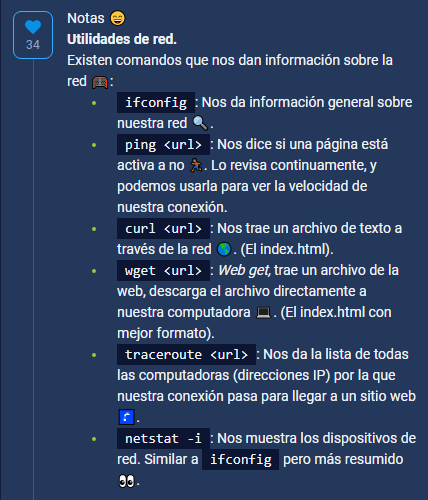 Notas 😄
34
Utilidades de red.
Existen comandos que nos dan información sobre la
red :
• ifconfig : Nos da información general sobre
nuestra red 🔍.
• ping <url> : Nos dice si una página está
activa a no 🏃. Lo revisa continuamente, y
podemos usarla para ver la velocidad de
nuestra conexión.
• curl <url> : Nos trae un archivo de texto a
través de la red 🌎. (El index.html).
• wget <url> : Web get, trae un archivo de la
web, descarga el archivo directamente a
nuestra computadora 💻. (El index.html con
mejor formato).
• traceroute <url> : Nos da la lista de todas
las computadoras (direcciones IP) por la que
nuestra conexión pasa para llegar a un sitio web
.
• netstat -i : Nos muestra los dispositivos de
red. Similar a ifconfig pero más resumido
👀.